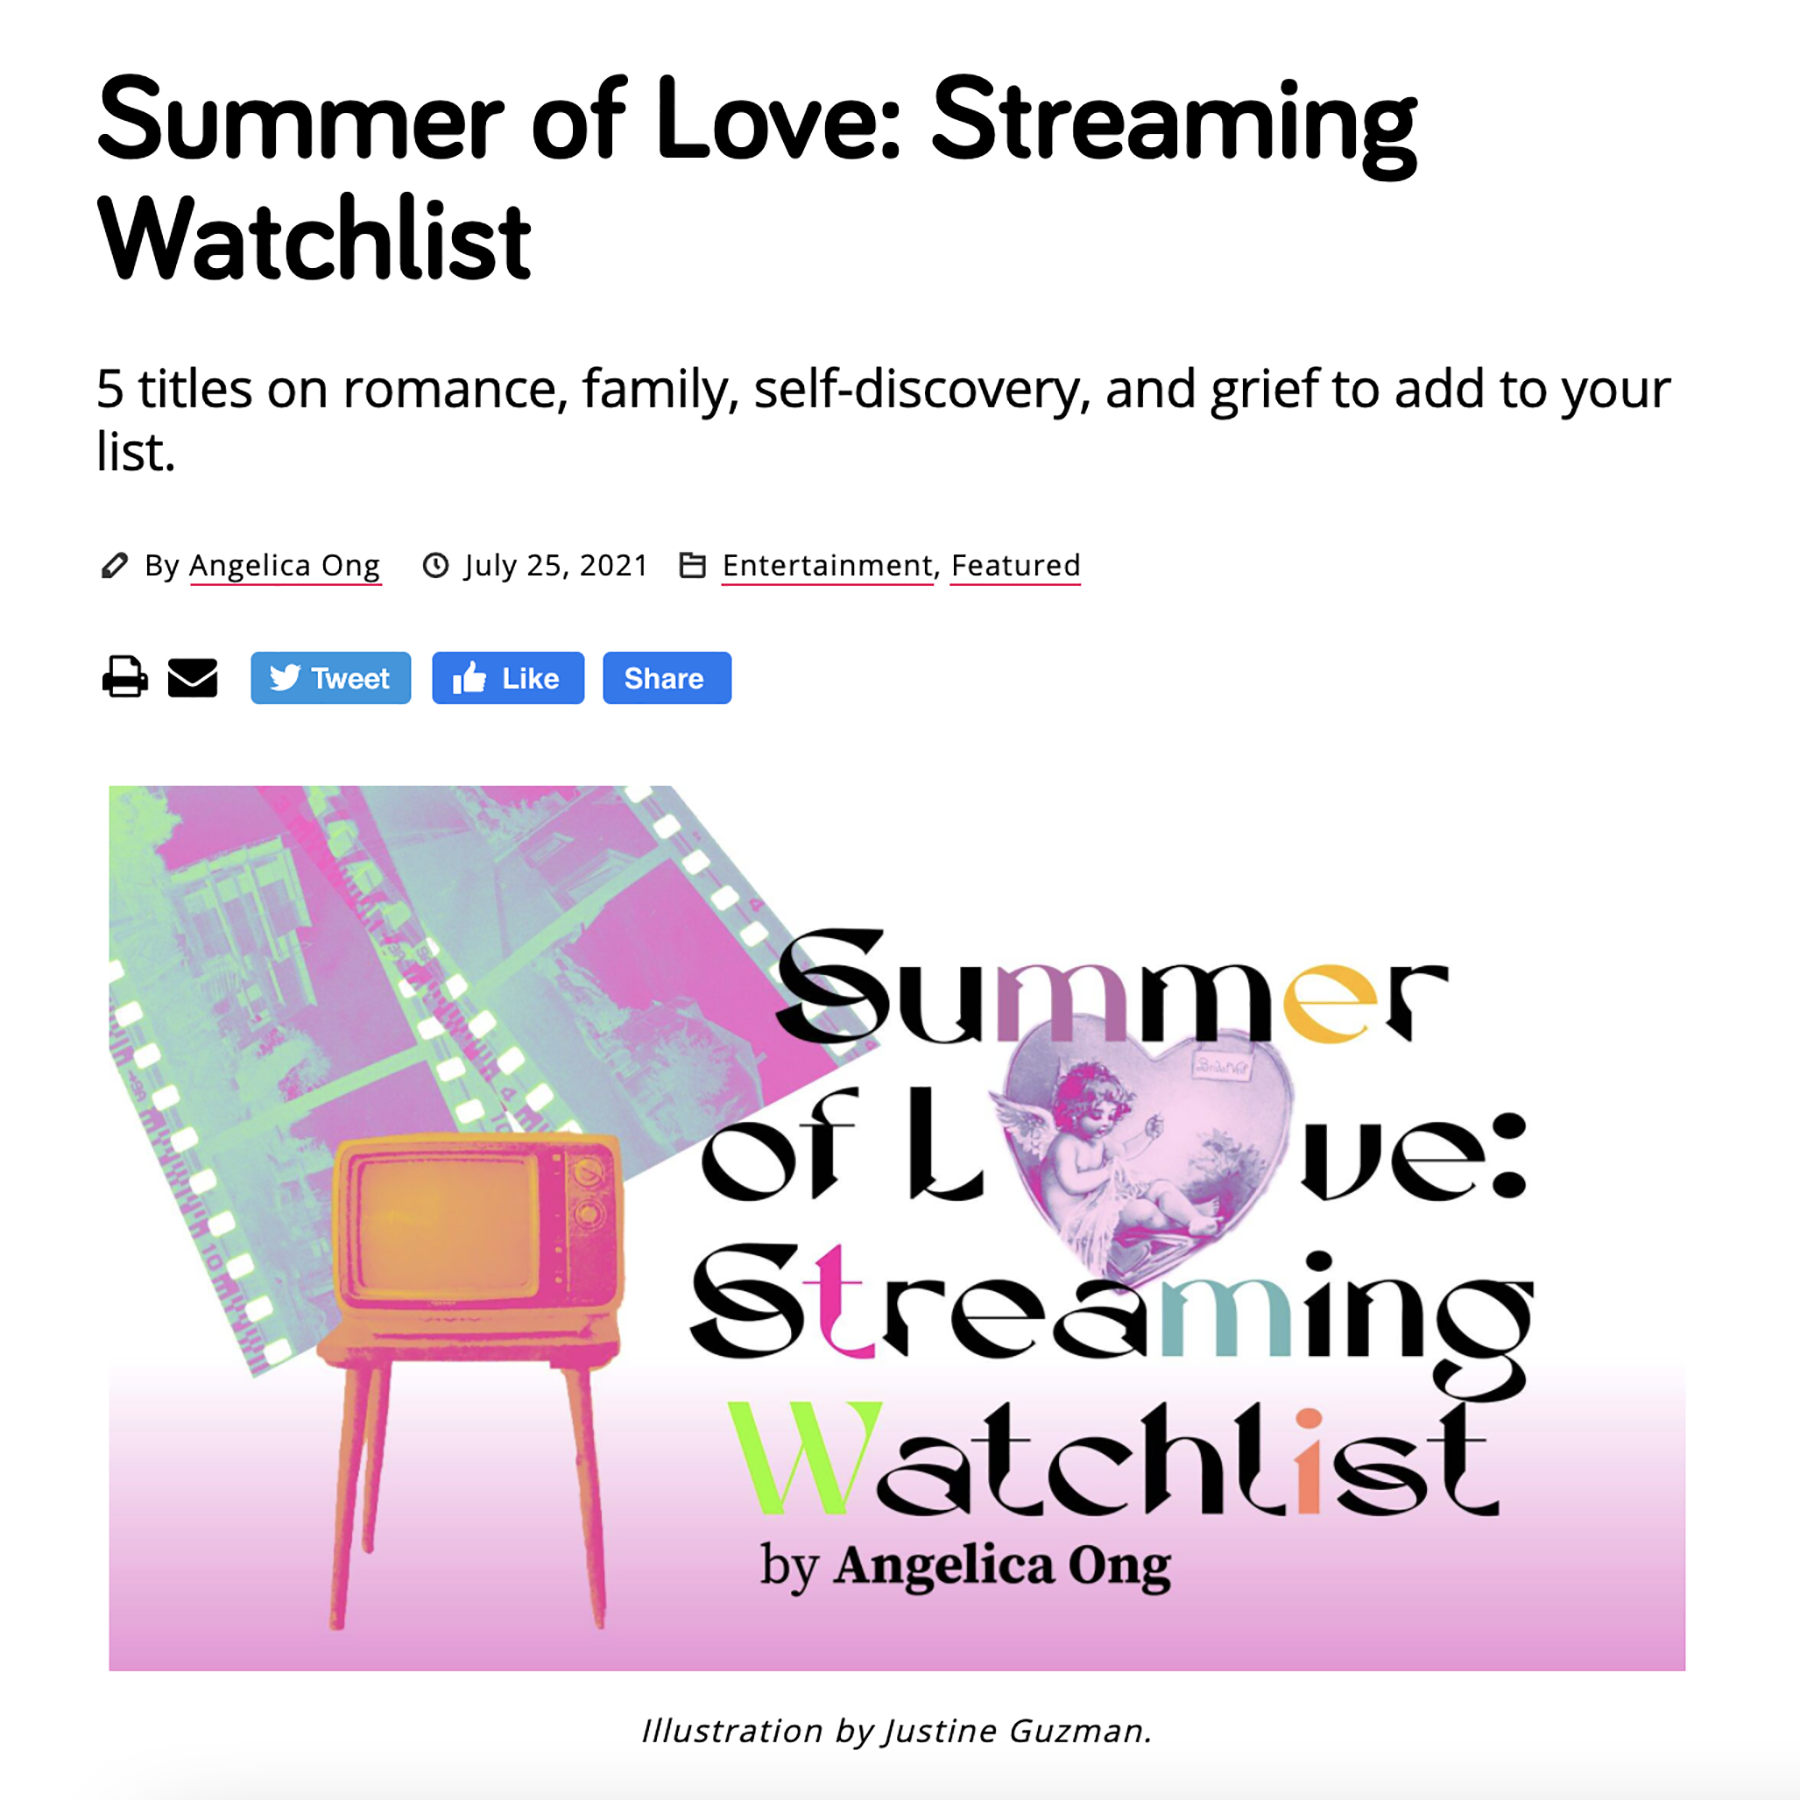 Summer of Love: Streaming
Watchlist
5 titles on romance, family, self-discovery, and grief to add to your
list.
By Angelica Ong July 25, 2021 Entertainment, Featured
Tweet Like Share
Summer
of L ve:
Streaming
Watchlist
by Angelica Ong
Illustration by Justine Guzman.